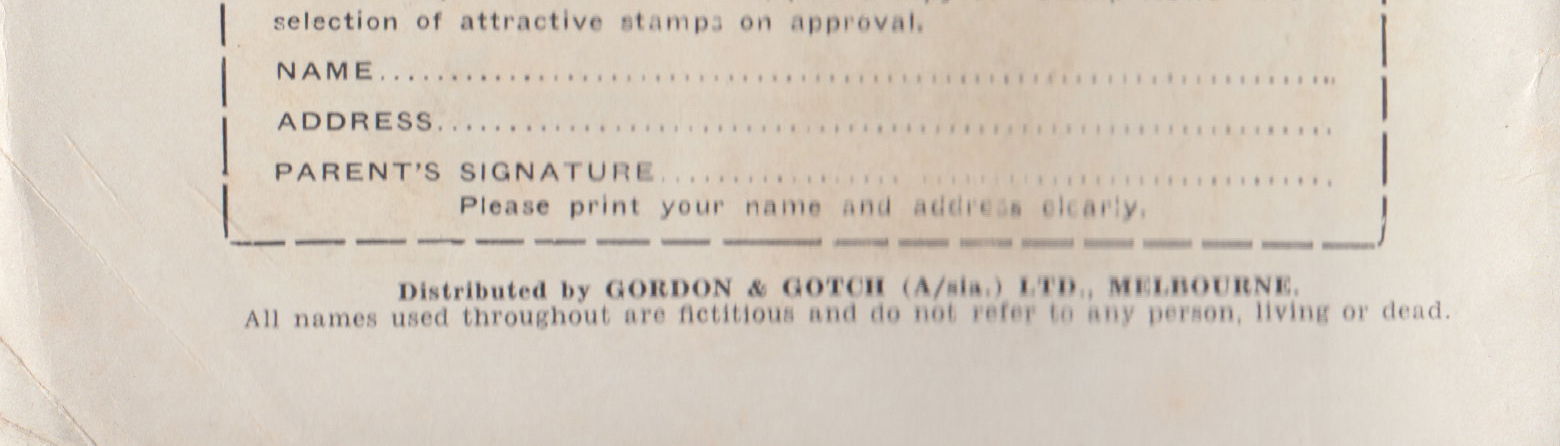 selection of attractive stamps on approval.
NAME
ADDRESS
PARENT'S SIGNATURE
Please print your name and address clearly.
Distributed by GORDON & GOTCH (A/sia.) LTD., MELBOURNE.
All names used throughout are fictitious and do not refer to any person, living or dead.